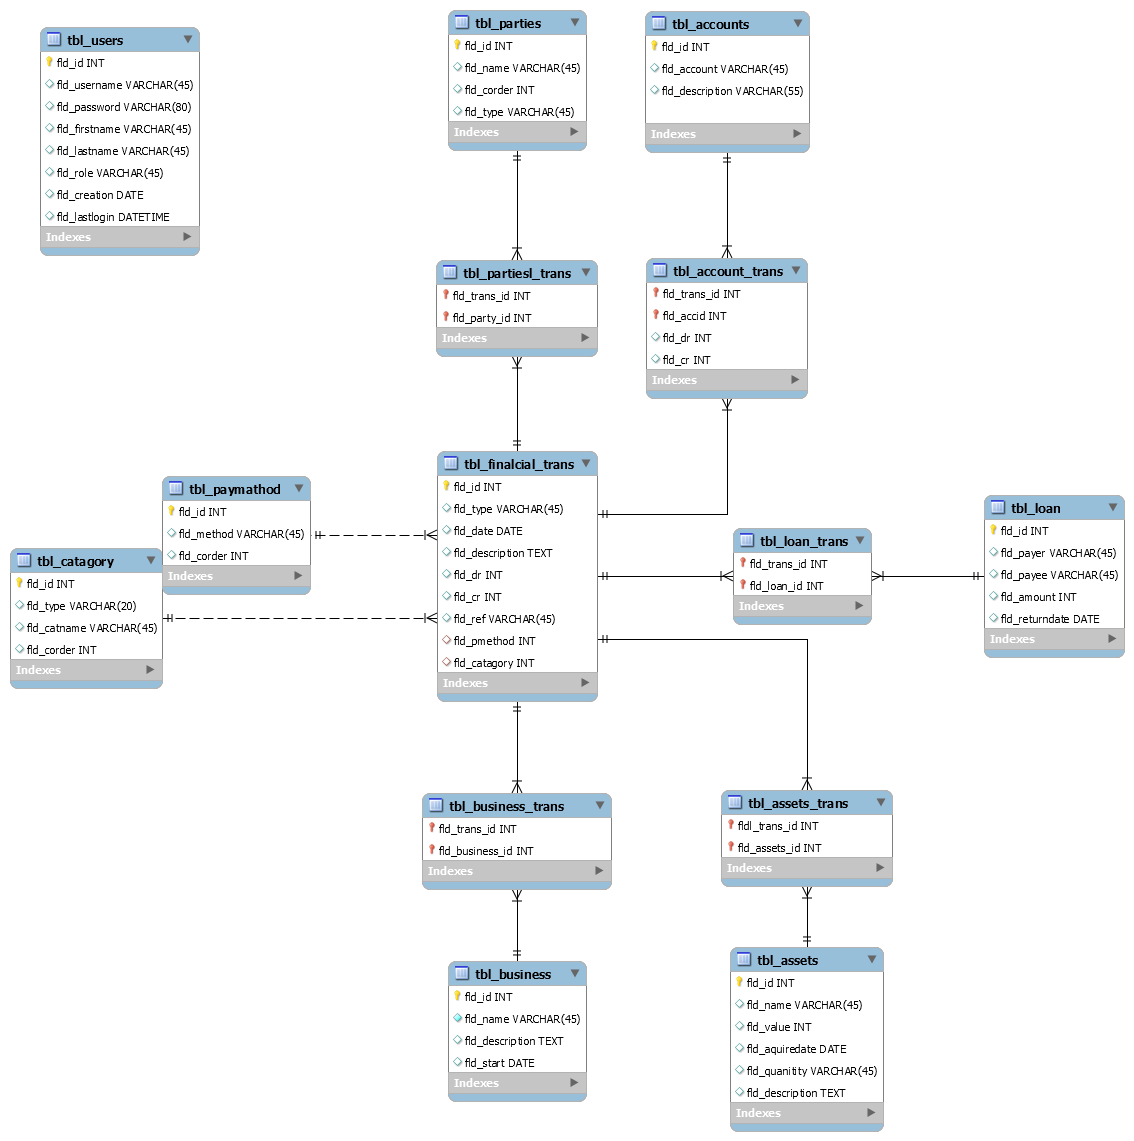 tbl_users
fld_id INT
fld_username VARCHAR(45)
fld_password VARCHAR(80)
fld_firstname VARCHAR(45)
fld_lastname VARCHAR(45)
fld_role VARCHAR(45)
fld_creation DATE
fld_lastlogin DATETIME
Indexes
tbl_parties
fld_id INT
fld_name VARCHAR(45)
fld_corder INT
fld_type VARCHAR(45)
Indexes
tbl_accounts
fld_id INT
fld_account VARCHAR(45)
fld_description VARCHAR(55)
Indexes
tbl_partiesl_trans
fld_trans_id INT
fld_party_id INT
Indexes
tbl_account_trans
fld_trans_id INT
fld_accid INT
fld_dr INT
fld_cr INT
Indexes
tbl_finalcial_trans
fld_id INT
fld_type VARCHAR(45)
fld_date DATE
fld_description TEXT
fld_dr INT
fld_cr INT
fld_ref VARCHAR(45)
fld_pmethod INT
fld_catagory INT
Indexes
tbl_paymathod
fld_id INT
fld_method VARCHAR(45)
fld_corder INT
Indexes
tbl_catagory
fld_id INT
fld_type VARCHAR(20)
fld_catname VARCHAR(45)
fld_corder INT
Indexes
tbl_loan_trans
fld_trans_id INT
fld_loan_id INT
Indexes
tbl_loan
fld_id INT
fld_payer VARCHAR(45)
fld_payee VARCHAR(45)
fld_amount INT
fld_returndate DATE
Indexes
tbl_business_trans
fld_trans_id INT
fld_business_id INT
Indexes
tbl_assets_trans
fldl_trans_id INT
fld_assets_id INT
Indexes
tbl_business
fld_id INT
fld_name VARCHAR(45)
fld_description TEXT
fld_start DATE
Indexes
tbl_assets
fld_id INT
fld_name VARCHAR(45)
fld_value INT
fld_aquiredate DATE
fld_quanitity VARCHAR(45)
fld_description TEXT
Indexes